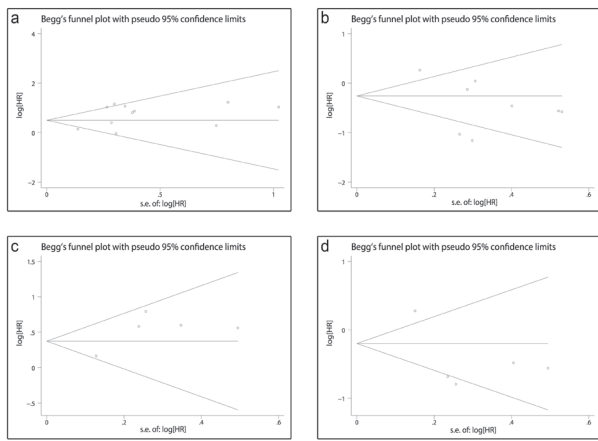 a
Begg's funnel plot with pseudo 95% confidence limits
4
2
0
−2
log[HR]
0
.5
1
s.e. of: log[HR]
b
Begg's funnel plot with pseudo 95% confidence limits
1
0
−1
−2
log[HR]
0
.2
.4
.6
s.e. of: log[HR]
c
Begg's funnel plot with pseudo 95% confidence limits
1.5
1
.5
0
−.5
log[HR]
0
.2
.4
.6
s.e. of: log[HR]
d
Begg's funnel plot with pseudo 95% confidence limits
1
0
−1
log[HR]
0
.2
.4
.6
s.e. of: log[HR]